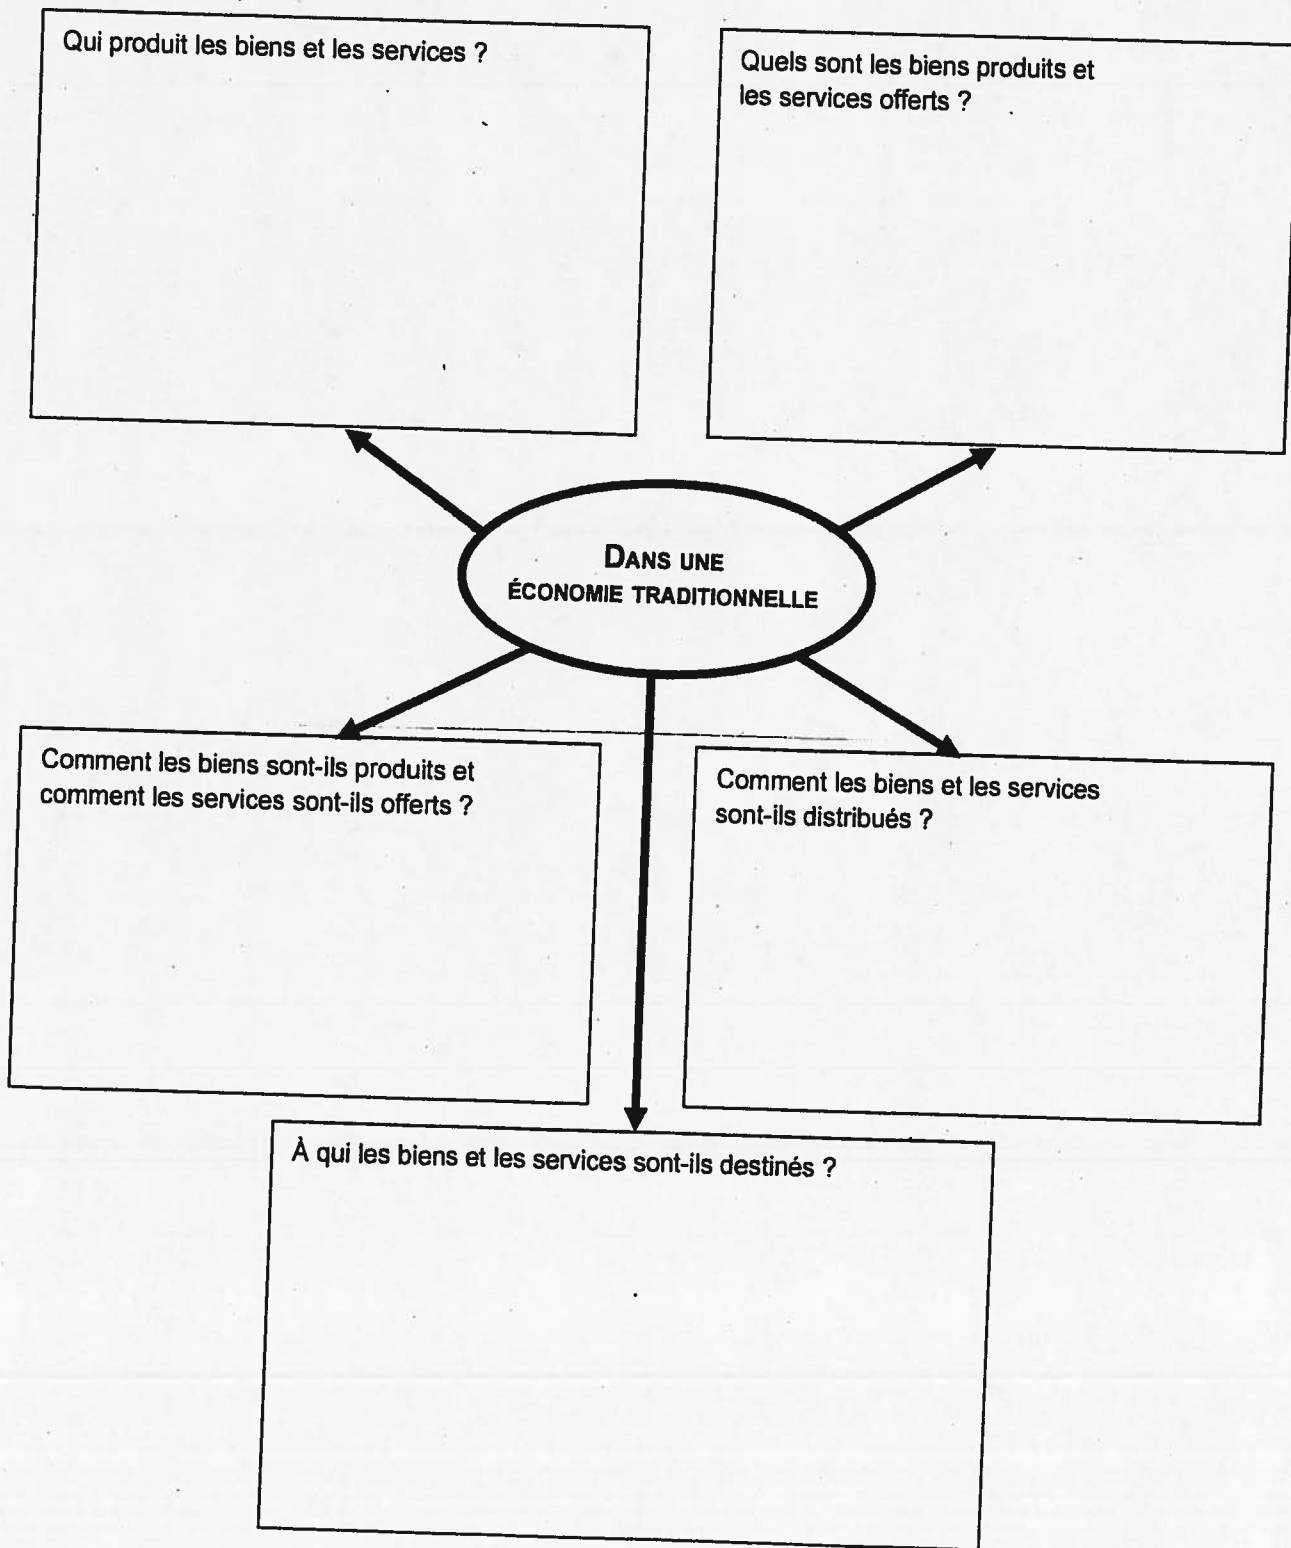 Qui produit les biens et les services ?
Quels sont les biens produits et
les services offerts ?
DANS UNE
ÉCONOMIE TRADITIONNELLE
Comment les biens sont-ils produits et
comment les services sont-ils offerts ?
Comment les biens et les services
sont-ils distribués ?
À qui les biens et les services sont-ils destinés ?